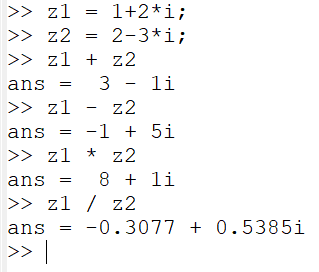 >> z1 = 1+2*i;
>> z2 = 2-3*i;
>> z1 + z2
ans =  3 - 1i
>> z1 - z2
ans = -1 + 5i
>> z1 * z2
ans =  8 + 1i
>> z1 / z2
ans = -0.3077 + 0.5385i
>>